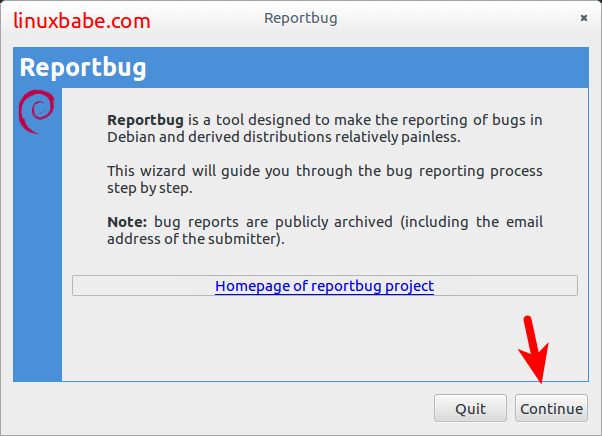 linuxbabe.com
Reportbug
Reportbug
Reportbug is a tool designed to make the reporting of bugs in
Debian and derived distributions relatively painless.
This wizard will guide you through the bug reporting process
step by step.
Note: bug reports are publicly archived (including the email
address of the submitter).
Homepage of reportbug project
Quit
Continue